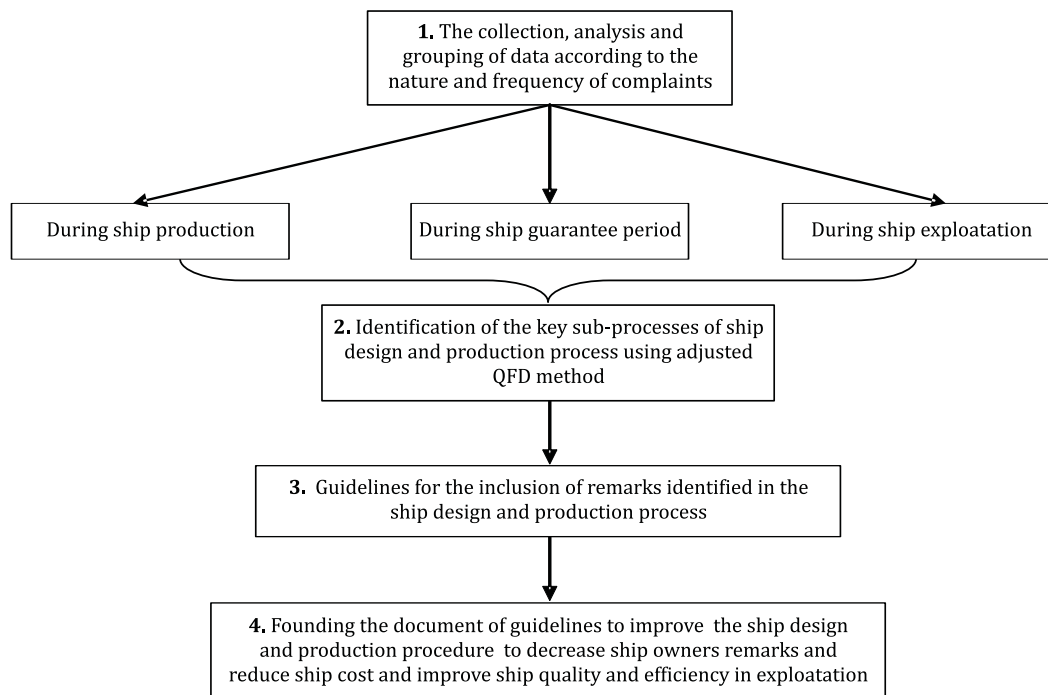 1. The collection, analysis and
grouping of data according to the
nature and frequency of complaints
During ship production
During ship guarantee period
During ship exploatation
2. Identification of the key sub-processes of ship
design and production process using adjusted
QFD method
3. Guidelines for the inclusion of remarks identified in the
ship design and production process
4. Founding the document of guidelines to improve the ship design
and production procedure to decrease ship owners remarks and
reduce ship cost and improve ship quality and efficiency in exploatation